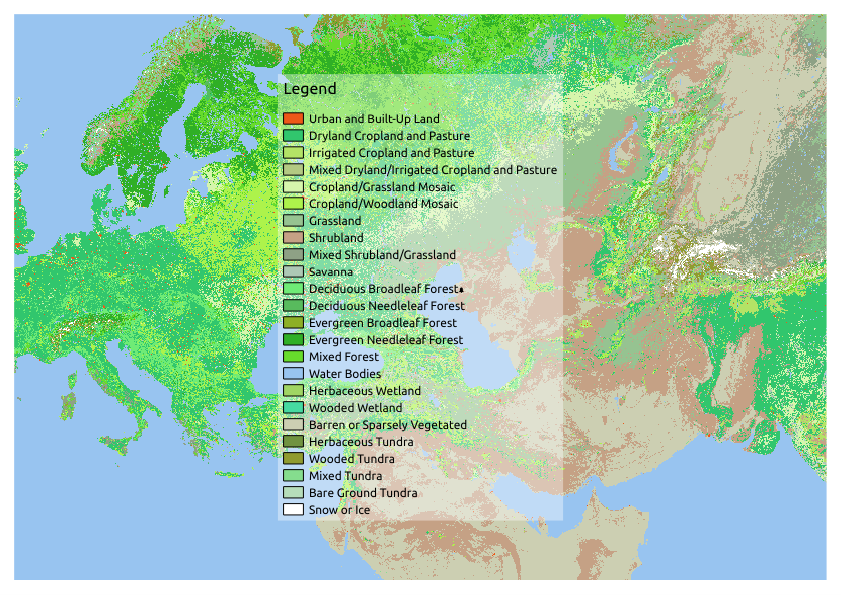 Legend
Urban and Built-Up Land
Dryland Cropland and Pasture
Irrigated Cropland and Pasture
Mixed Dryland/Irrigated Cropland and Pasture
Cropland/Grassland Mosaic
Cropland/Woodland Mosaic
Grassland
Shrubland
Mixed Shrubland/Grassland
Savanna
Deciduous Broadleaf Forest
Deciduous Needleleaf Forest
Evergreen Broadleaf Forest
Evergreen Needleleaf Forest
Mixed Forest
Water Bodies
Herbaceous Wetland
Wooded Wetland
Barren or Sparsely Vegetated
Herbaceous Tundra
Wooded Tundra
Mixed Tundra
Bare Ground Tundra
Snow or Ice